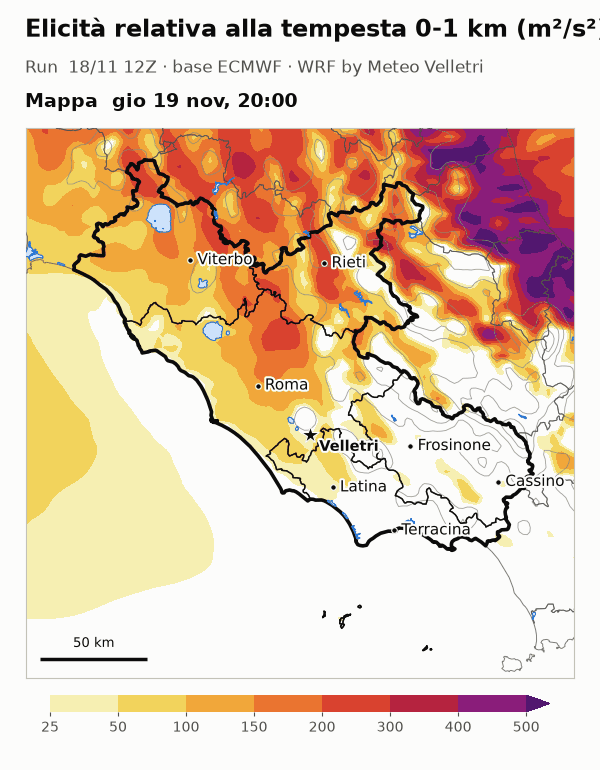 Elicità relativa alla tempesta 0-1 km (m²/s²)
Run 18/11 12Z · base ECMWF · WRF by Meteo Velletri
Mappa gio 19 nov, 20:00
Viterbo
Rieti
Roma
Velletri
Frosinone
Latina
Cassino
Terracina
50 km
25 50 100 150 200 300 400 500